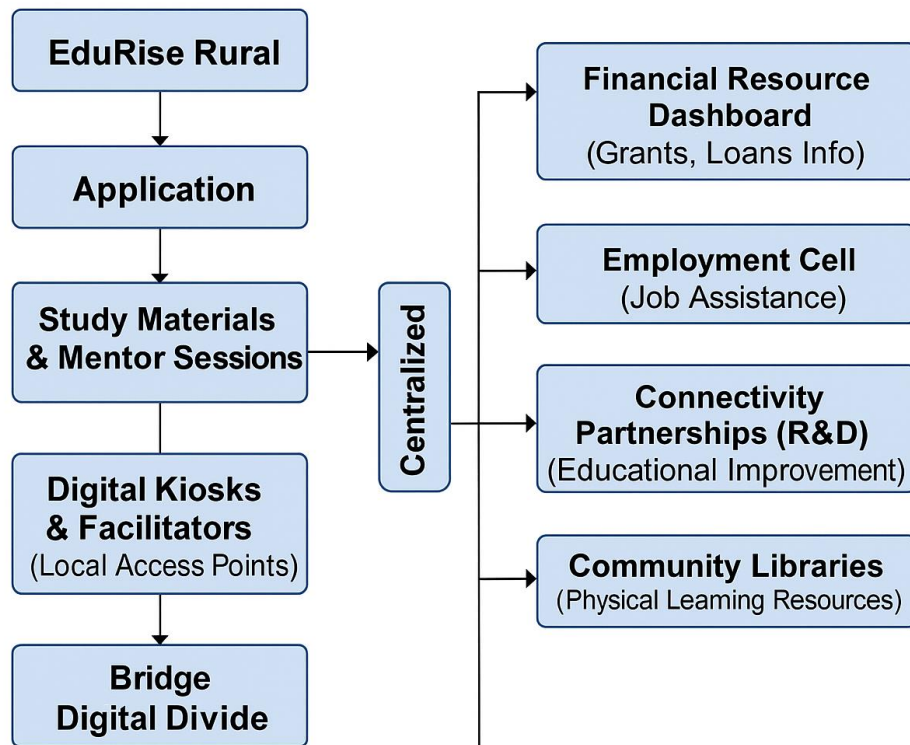 EduRise Rural
Application
Study Materials
& Mentor Sessions
Digital Kiosks
& Facilitators
(Local Access Points)
Bridge
Digital Divide
Centralized
Financial Resource
Dashboard
(Grants, Loans Info)
Employment Cell
(Job Assistance)
Connectivity
Partnerships (R&D)
(Educational Improvement)
Community Libraries
(Physical Learning Resources)